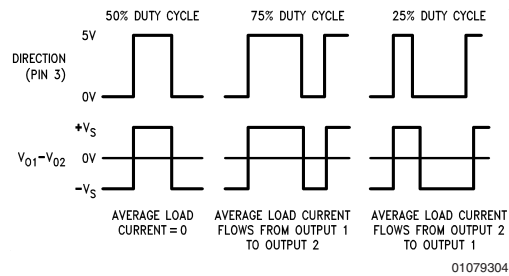 50% DUTY CYCLE 75% DUTY CYCLE 25% DUTY CYCLE
5V
DIRECTION
(PIN 3)
0V
+VS
VO1−VO2 0V
−VS
AVERAGE LOAD AVERAGE LOAD CURRENT AVERAGE LOAD CURRENT
CURRENT = 0 FLOWS FROM OUTPUT 1 FLOWS FROM OUTPUT 2
TO OUTPUT 2 TO OUTPUT 1
01079304